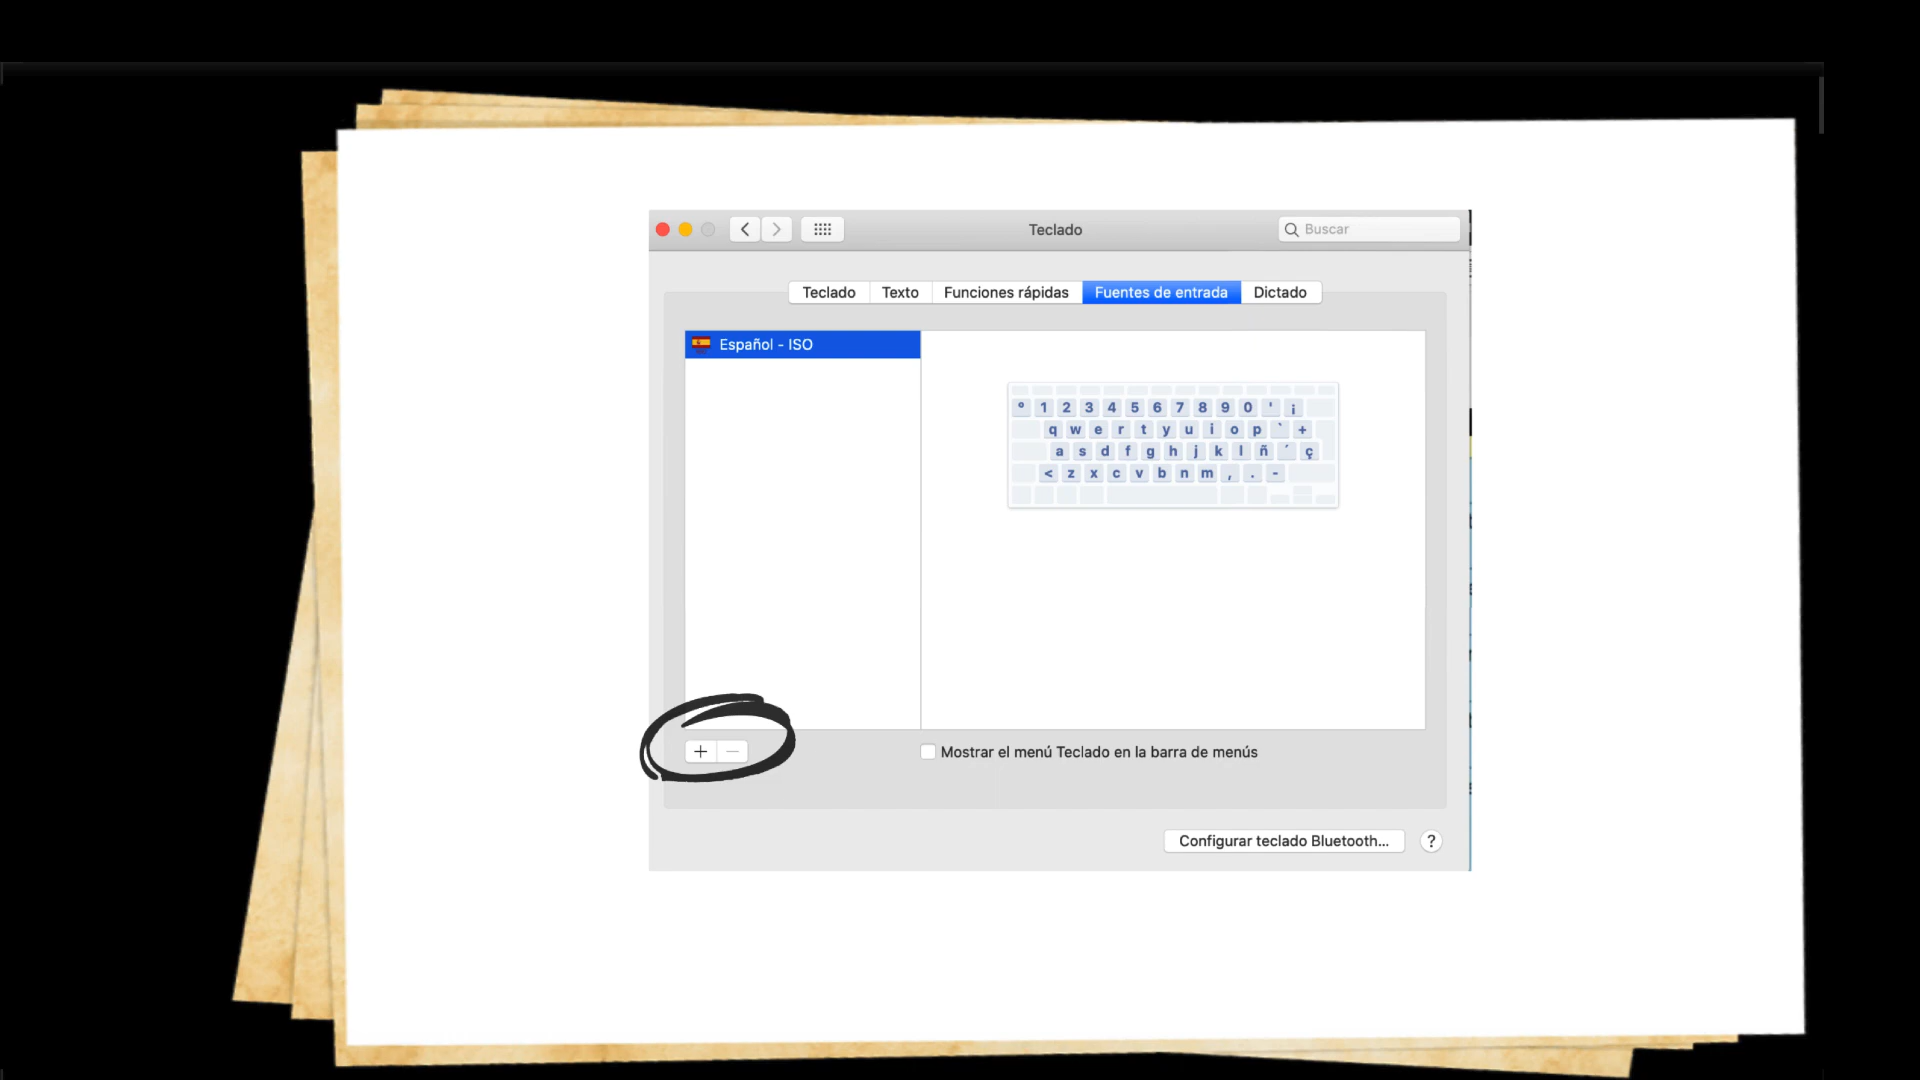 Teclado
Buscar
Teclado Texto Funciones rápidas Fuentes de entrada Dictado
Español - ISO
º 1 2 3 4 5 6 7 8 9 0 ' ¡
q w e r t y u i o p ` +
a s d f g h j k l ñ ´ ç
< z x c v b n m , . -
+ −
Mostrar el menú Teclado en la barra de menús
Configurar teclado Bluetooth... ?